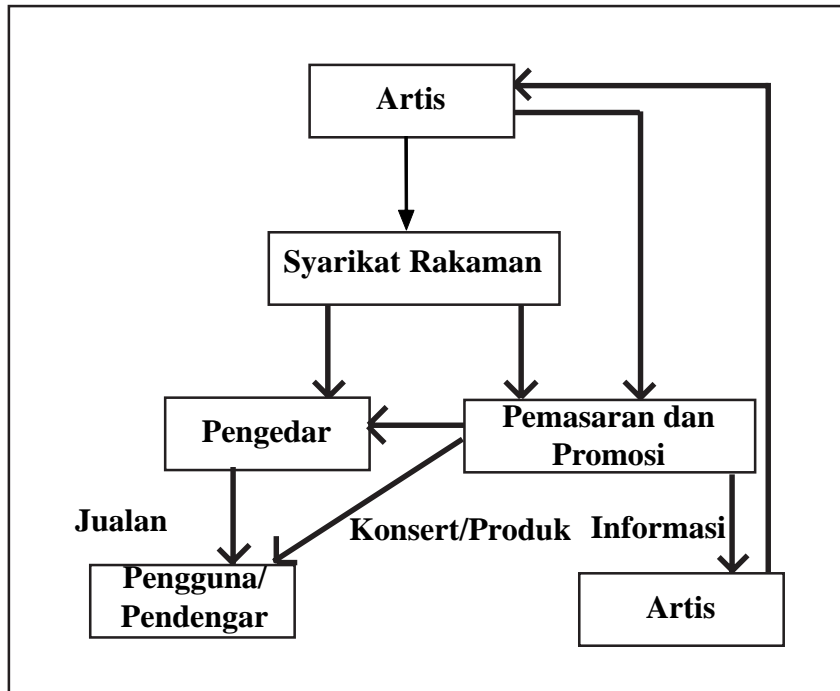 Artis
Syarikat Rakaman
Pengedar
Pemasaran dan
Promosi
Jualan
Konsert/Produk
Informasi
Pengguna/
Pendengar
Artis